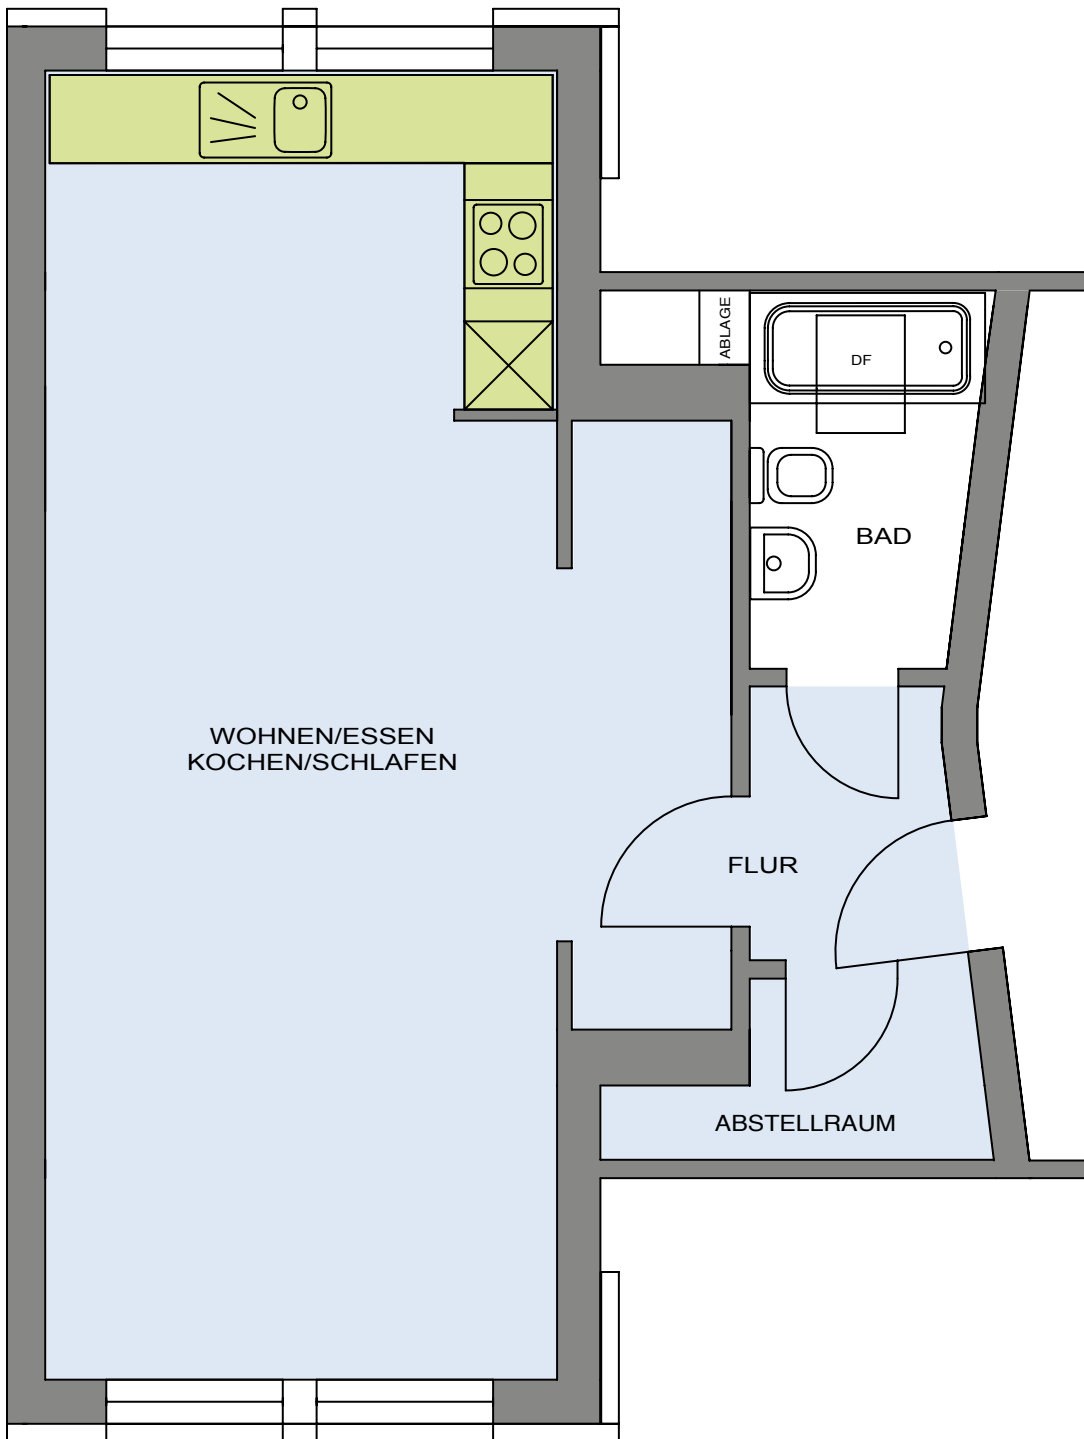 ABLAGE
DF
BAD
WOHNEN/ESSEN
KOCHEN/SCHLAFEN
FLUR
ABSTELLRAUM